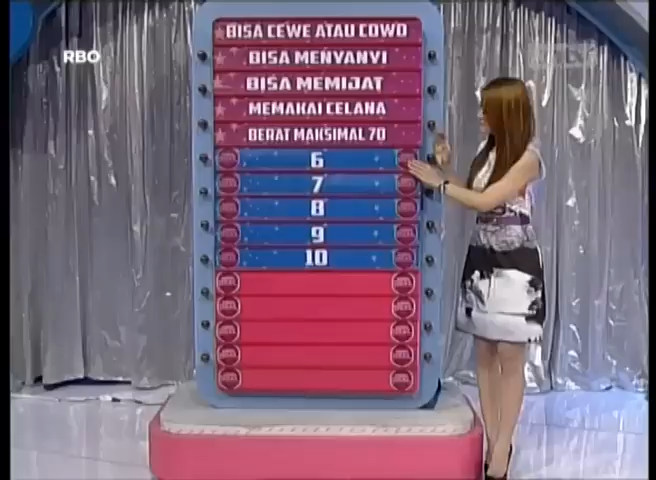 RBO
BISA CEWE ATAU COWO
BISA MENYANYI
BISA MEMIJAT
MEMAKAI CELANA
BERAT MAKSIMAL 70
6
7
8
9
10